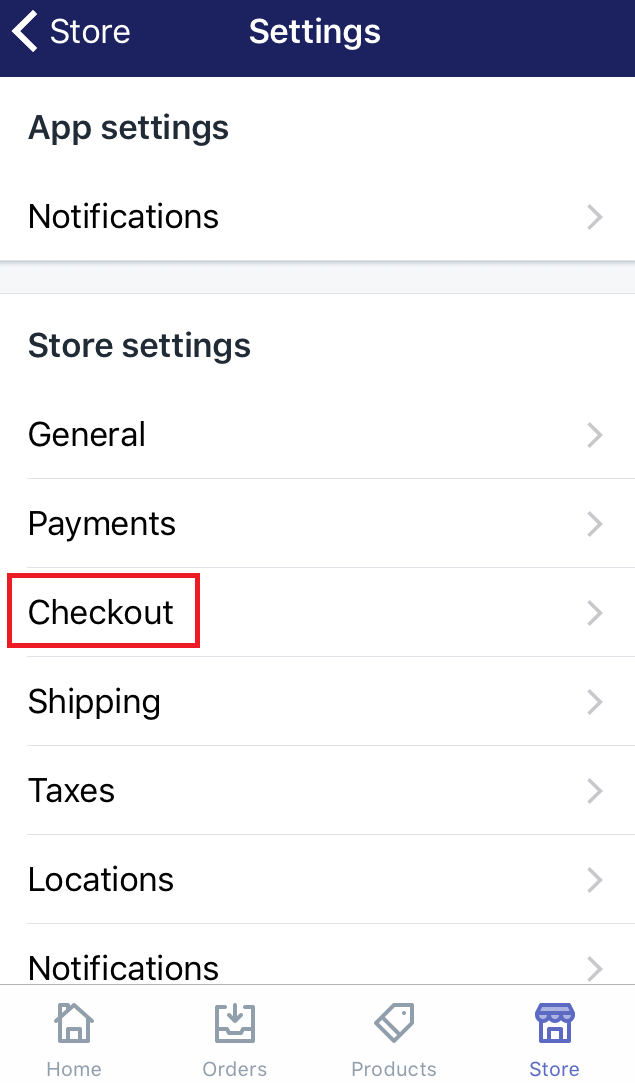 Store Settings
App settings
Notifications
Store settings
General
Payments
Checkout
Shipping
Taxes
Locations
Notifications
Home Orders Products Store